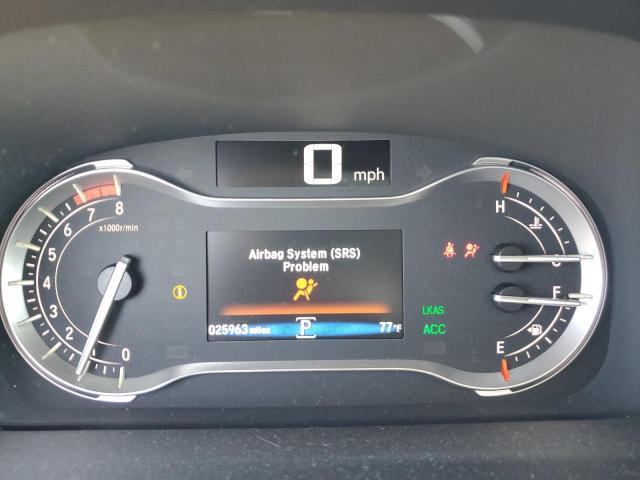 0 mph
8
7
6
5
4
3
2
1
0
x1000r/min
Airbag System (SRS)
Problem
025963 miles P 77°F
LKAS
ACC
H
C
F
E